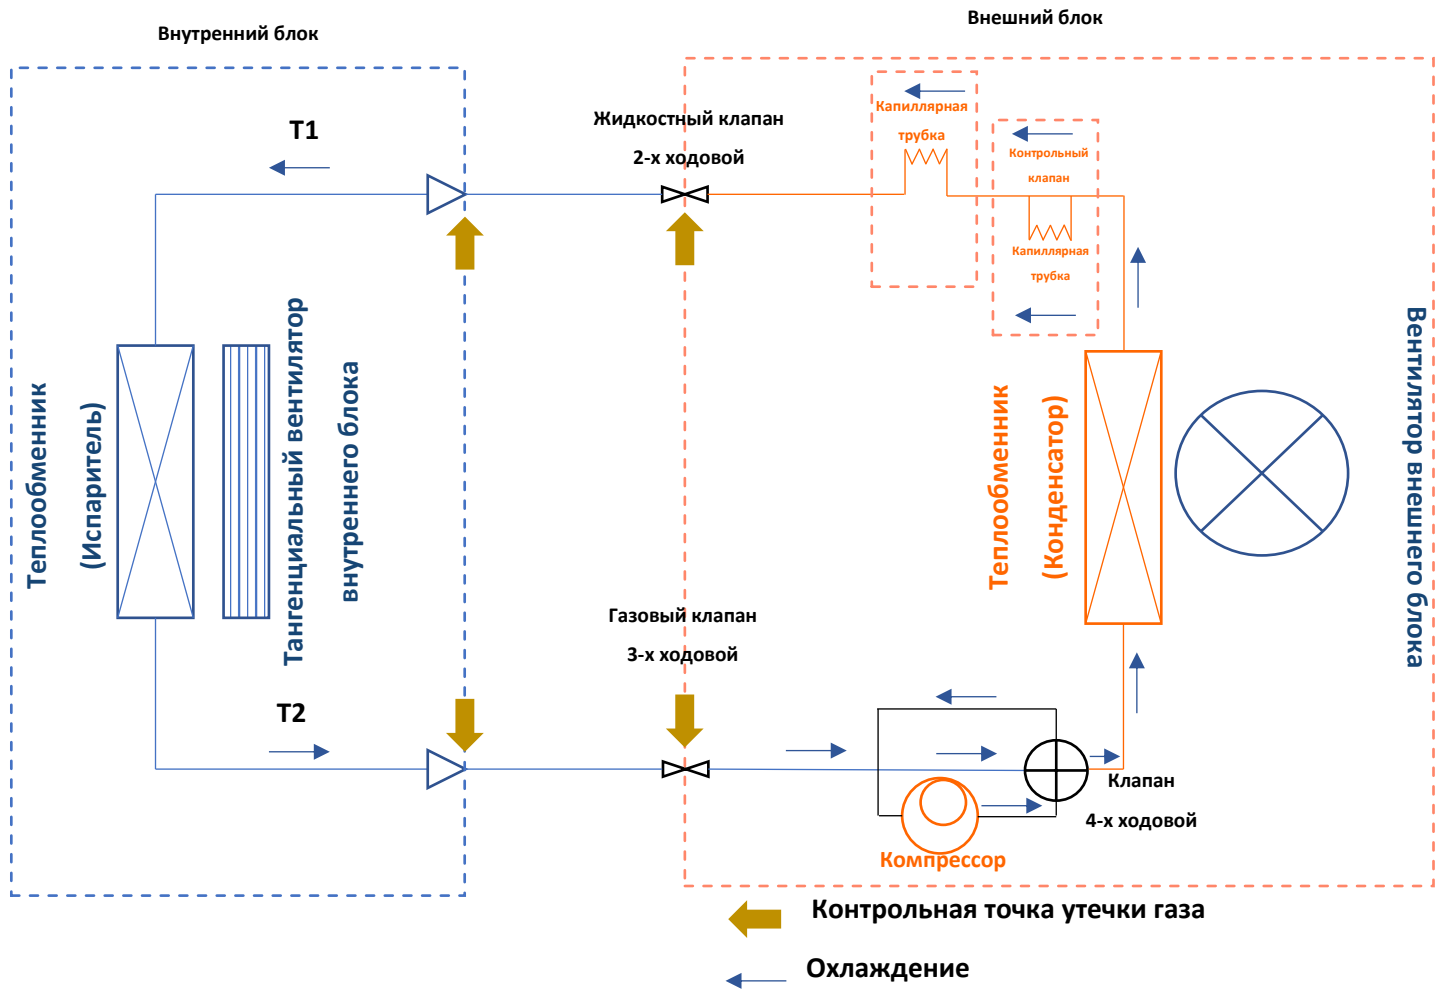 Внутренний блок
Внешний блок
T1
Жидкостный клапан
2-х ходовой
Капиллярная
трубка
Контрольный
клапан
Капиллярная
трубка
Теплообменник
(Испаритель)
Тангенциальный вентилятор
внутреннего блока
Теплообменник
(Конденсатор)
Вентилятор внешнего блока
Газовый клапан
3-х ходовой
T2
Клапан
4-х ходовой
Компрессор
Контрольная точка утечки газа
Охлаждение